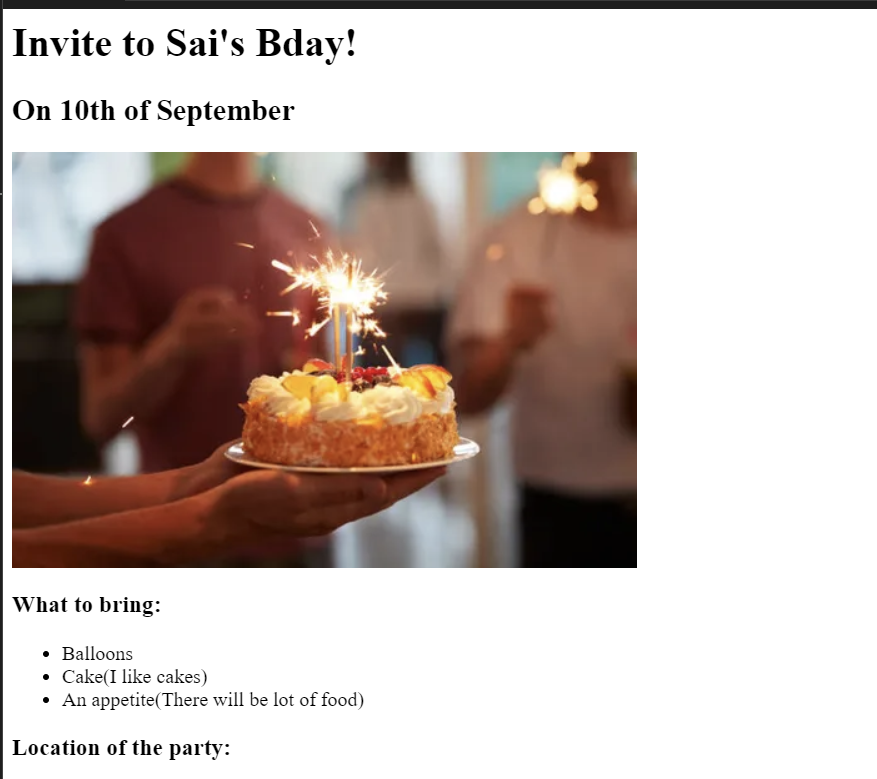 Invite to Sai's Bday!
On 10th of September
What to bring:
Balloons
Cake(I like cakes)
An appetite(There will be lot of food)
Location of the party: